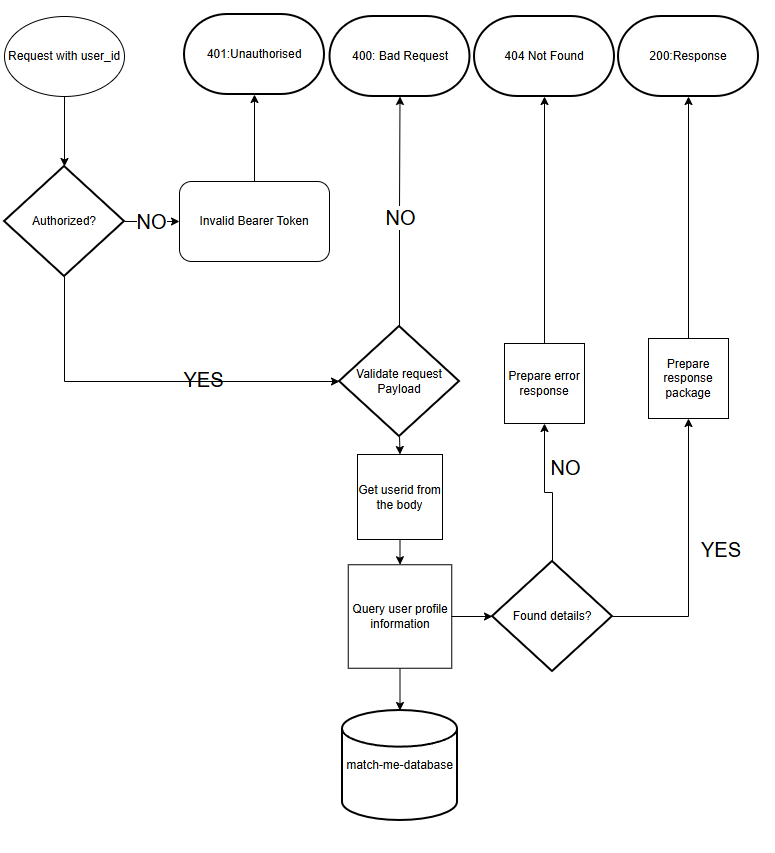 Request with user_id
401:Unauthorised
400: Bad Request
404 Not Found
200:Response
Authorized?
NO
Invalid Bearer Token
NO
YES
Validate request
Payload
Prepare error
response
Prepare
response
package
NO
Get userid from
the body
YES
Query user profile
information
Found details?
match-me-database